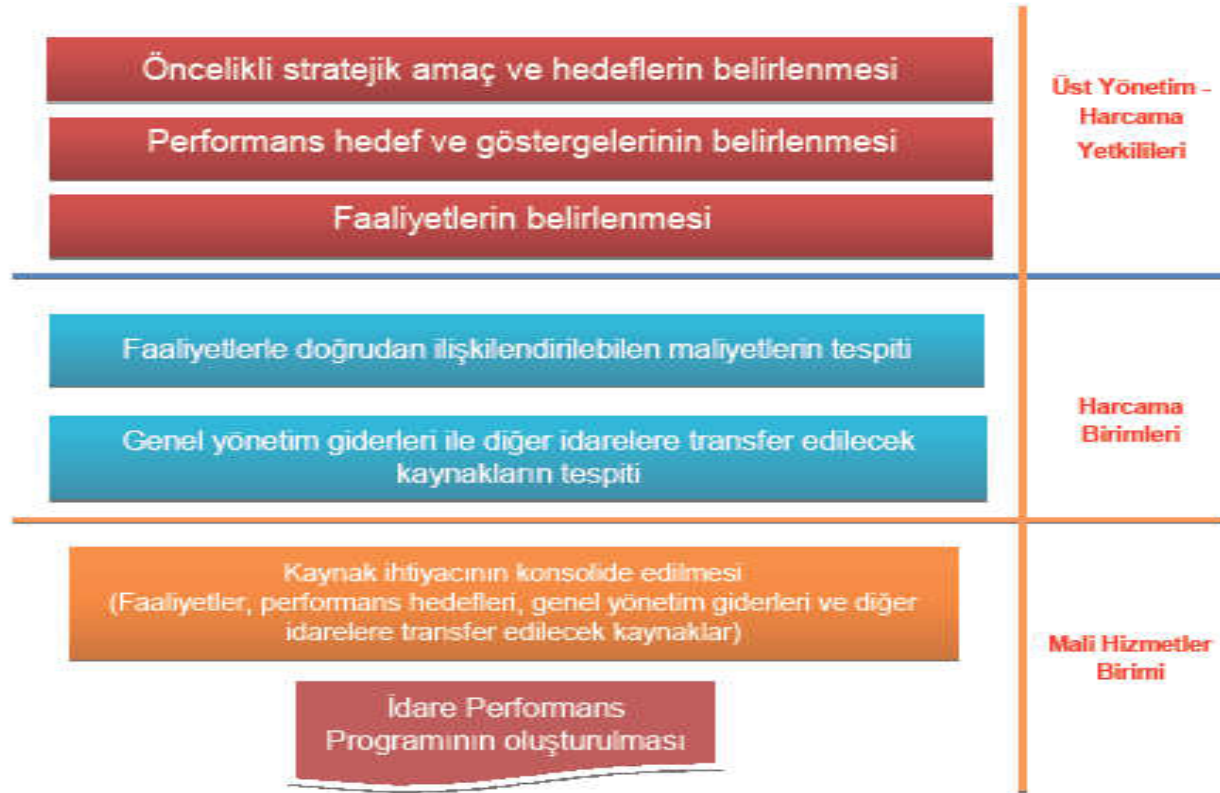 Öncelikli stratejik amaç ve hedeflerin belirlenmesi
Performans hedef ve göstergelerinin belirlenmesi
Faaliyetlerin belirlenmesi
Üst Yönetim -
Harcama
Yetkilileri
Faaliyetlerle doğrudan ilişkilendirilebilen maliyetlerin tespiti
Genel yönetim giderleri ile diğer idarelere transfer edilecek
kaynakların tespiti
Harcama
Birimleri
Kaynak ihtiyacının konsolide edilmesi
(Faaliyetler, performans hedefleri, genel yönetim giderleri ve diğer
idarelere transfer edilecek kaynaklar)
İdare Performans
Programının oluşturulması
Mali Hizmetler
Birimi